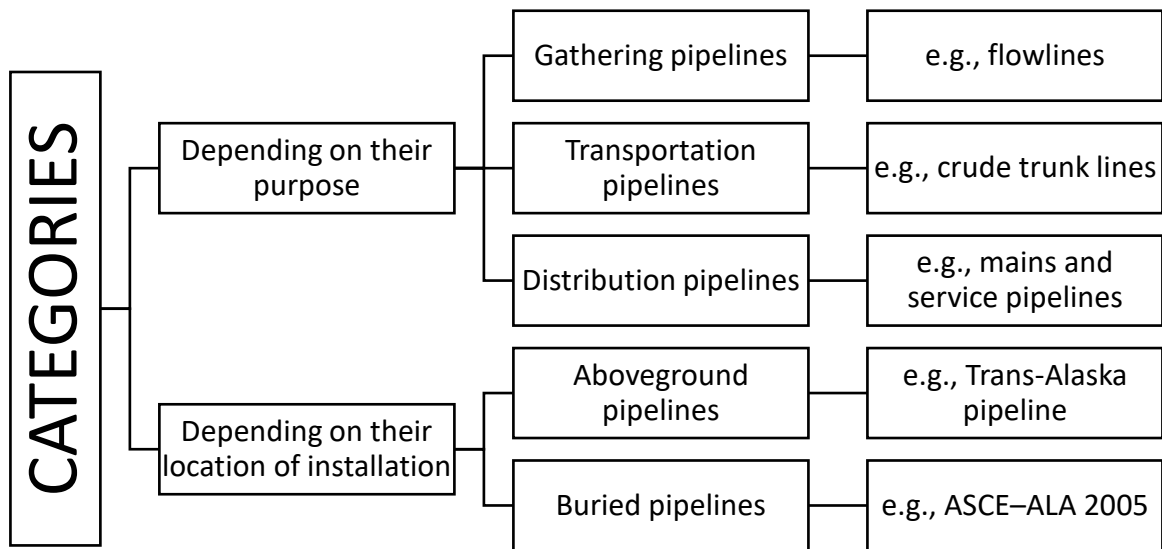 CATEGORIES
Depending on their
purpose
Gathering pipelines
e.g., flowlines
Transportation
pipelines
e.g., crude trunk lines
Distribution pipelines
e.g., mains and
service pipelines
Depending on their
location of installation
Aboveground
pipelines
e.g., Trans-Alaska
pipeline
Buried pipelines
e.g., ASCE–ALA 2005